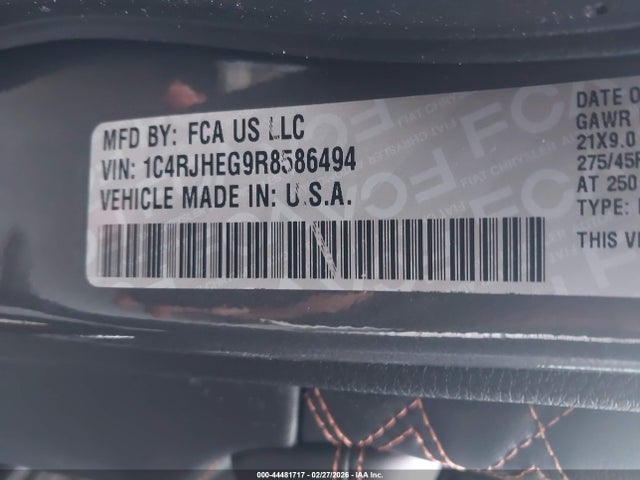 MFD BY: FCA US LLC
VIN: 1C4RJHEG9R8586494
VEHICLE MADE IN: U.S.A.
DATE O
GAWR
21X9.0
275/45R
AT 250
TYPE:
THIS VE
000-44481717 - 02/27/2026 - IAA Inc.